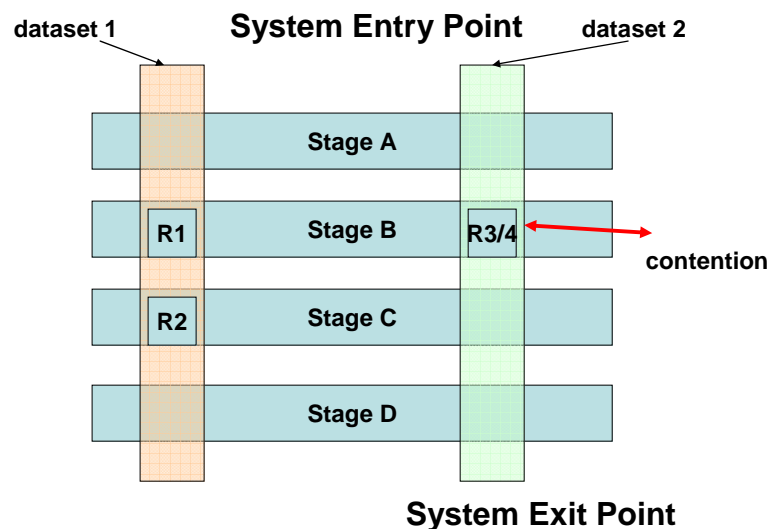 System Entry Point
dataset 1
dataset 2
Stage A
R1
Stage B
R3/4
contention
R2
Stage C
Stage D
System Exit Point